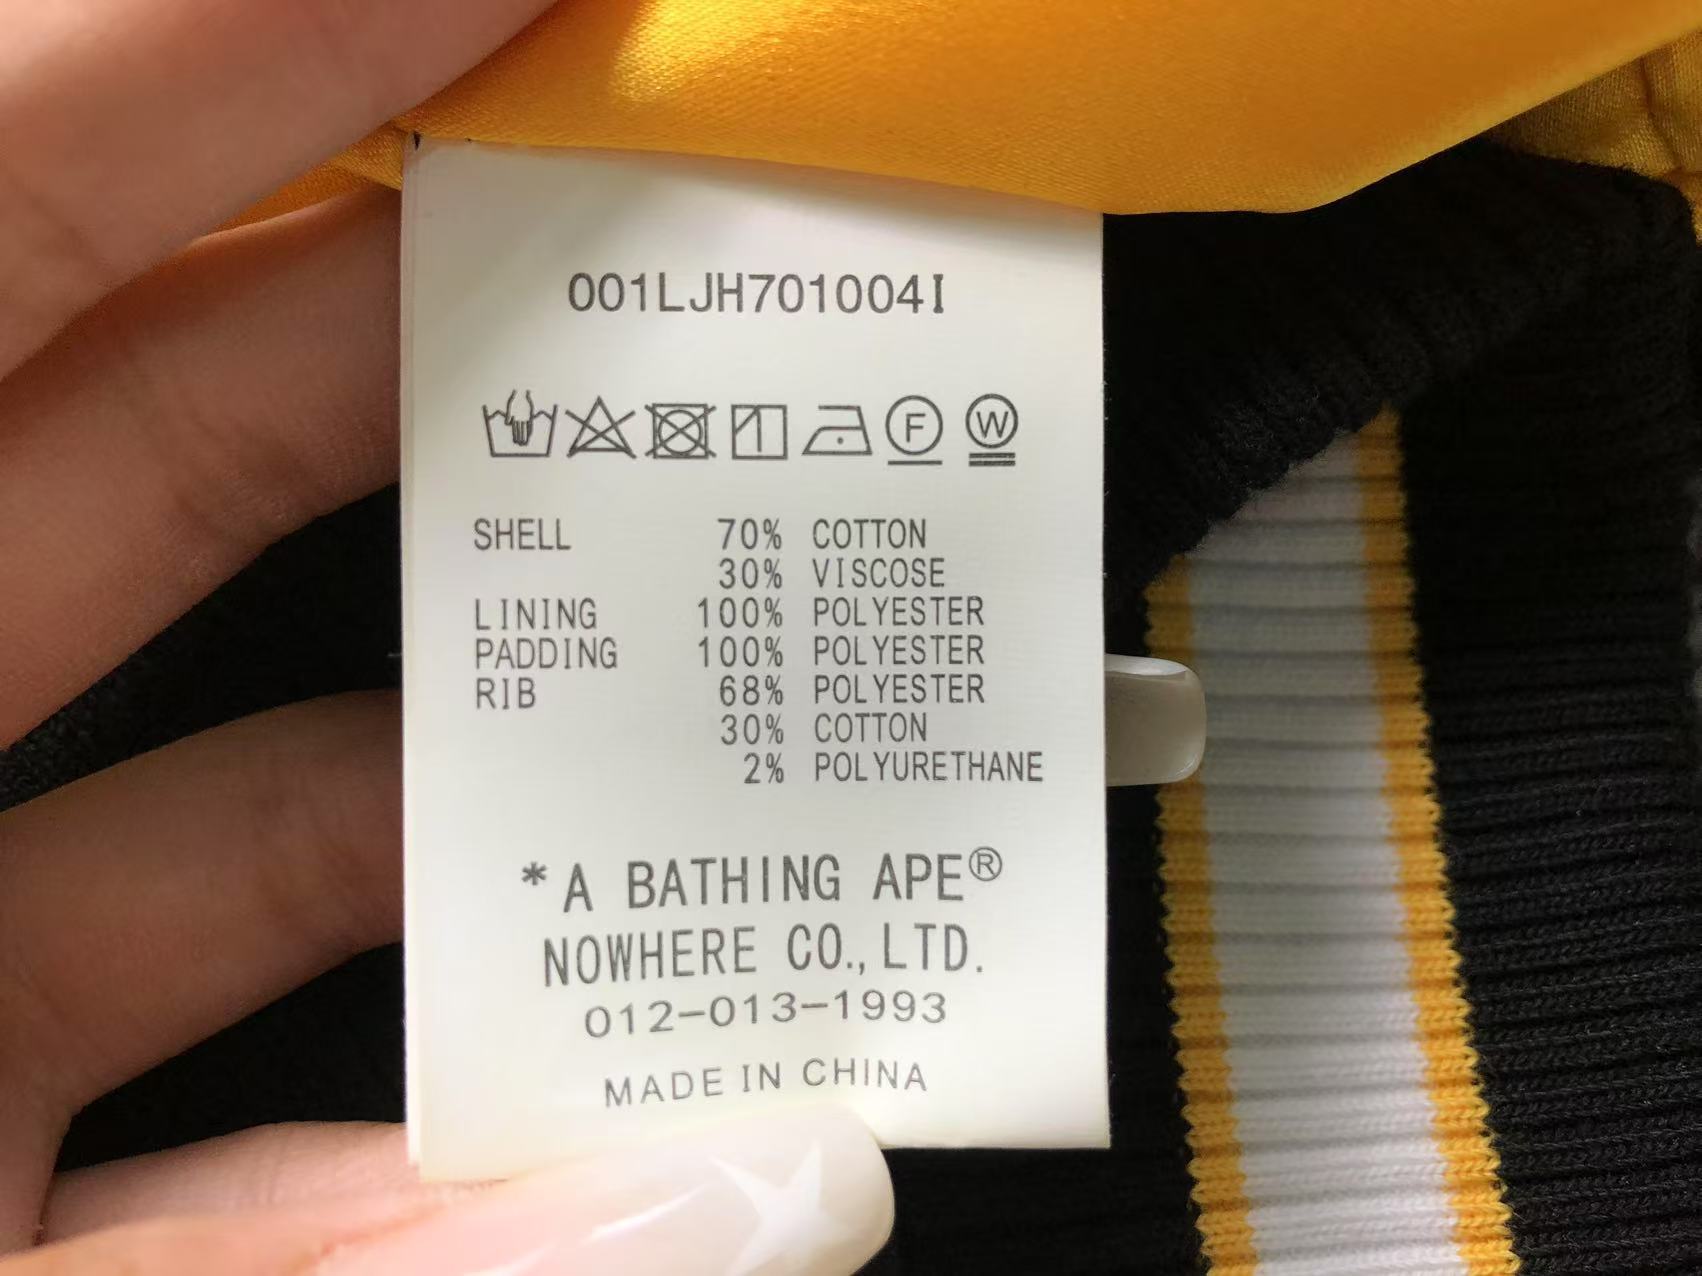 001LJH701004I
F W
SHELL 70% COTTON
30% VISCOSE
LINING 100% POLYESTER
PADDING 100% POLYESTER
RIB 68% POLYESTER
30% COTTON
2% POLYURETHANE
*A BATHING APE®
NOWHERE CO.,LTD.
012-013-1993
MADE IN CHINA